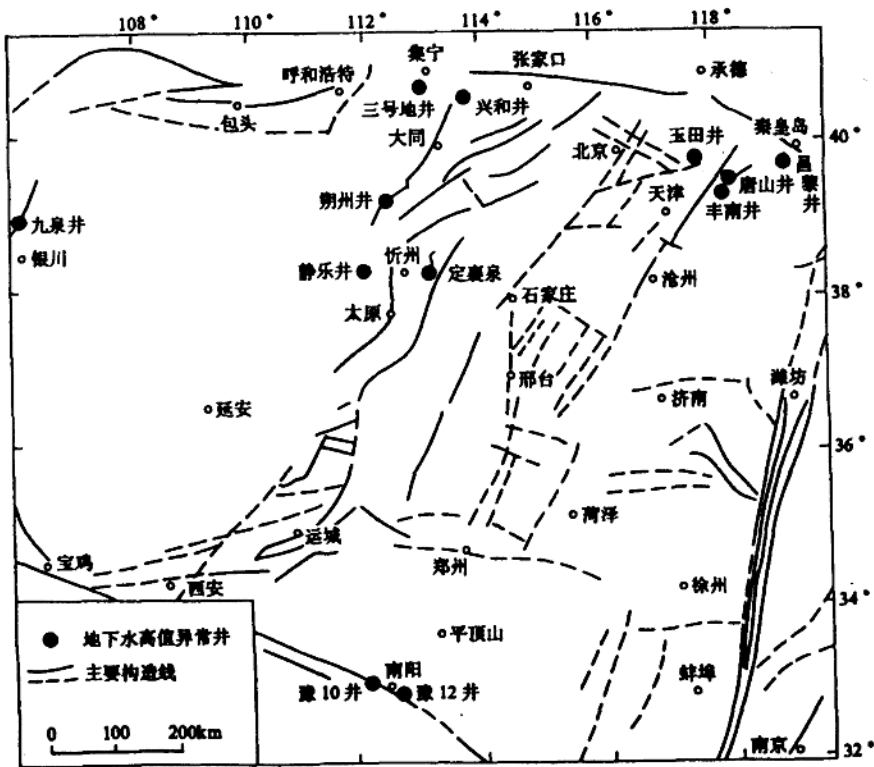 108° 110° 112° 114° 116° 118°
集宁
张家口
承德
呼和浩特
三号地井
兴和井
包头
大同
北京
玉田井
秦皇岛
40°
昌黎井
唐山井
丰南井
天津
朔州井
九泉井
银川
静乐井
忻州
定襄泉
沧州
38°
石家庄
太原
邢台
潍坊
延安
济南
36°
菏泽
运城
郑州
宝鸡
西安
徐州
34°
平顶山
地下水高值异常井
主要构造线
0 100 200km
南阳
豫10井
豫12井
蚌埠
南京
32°